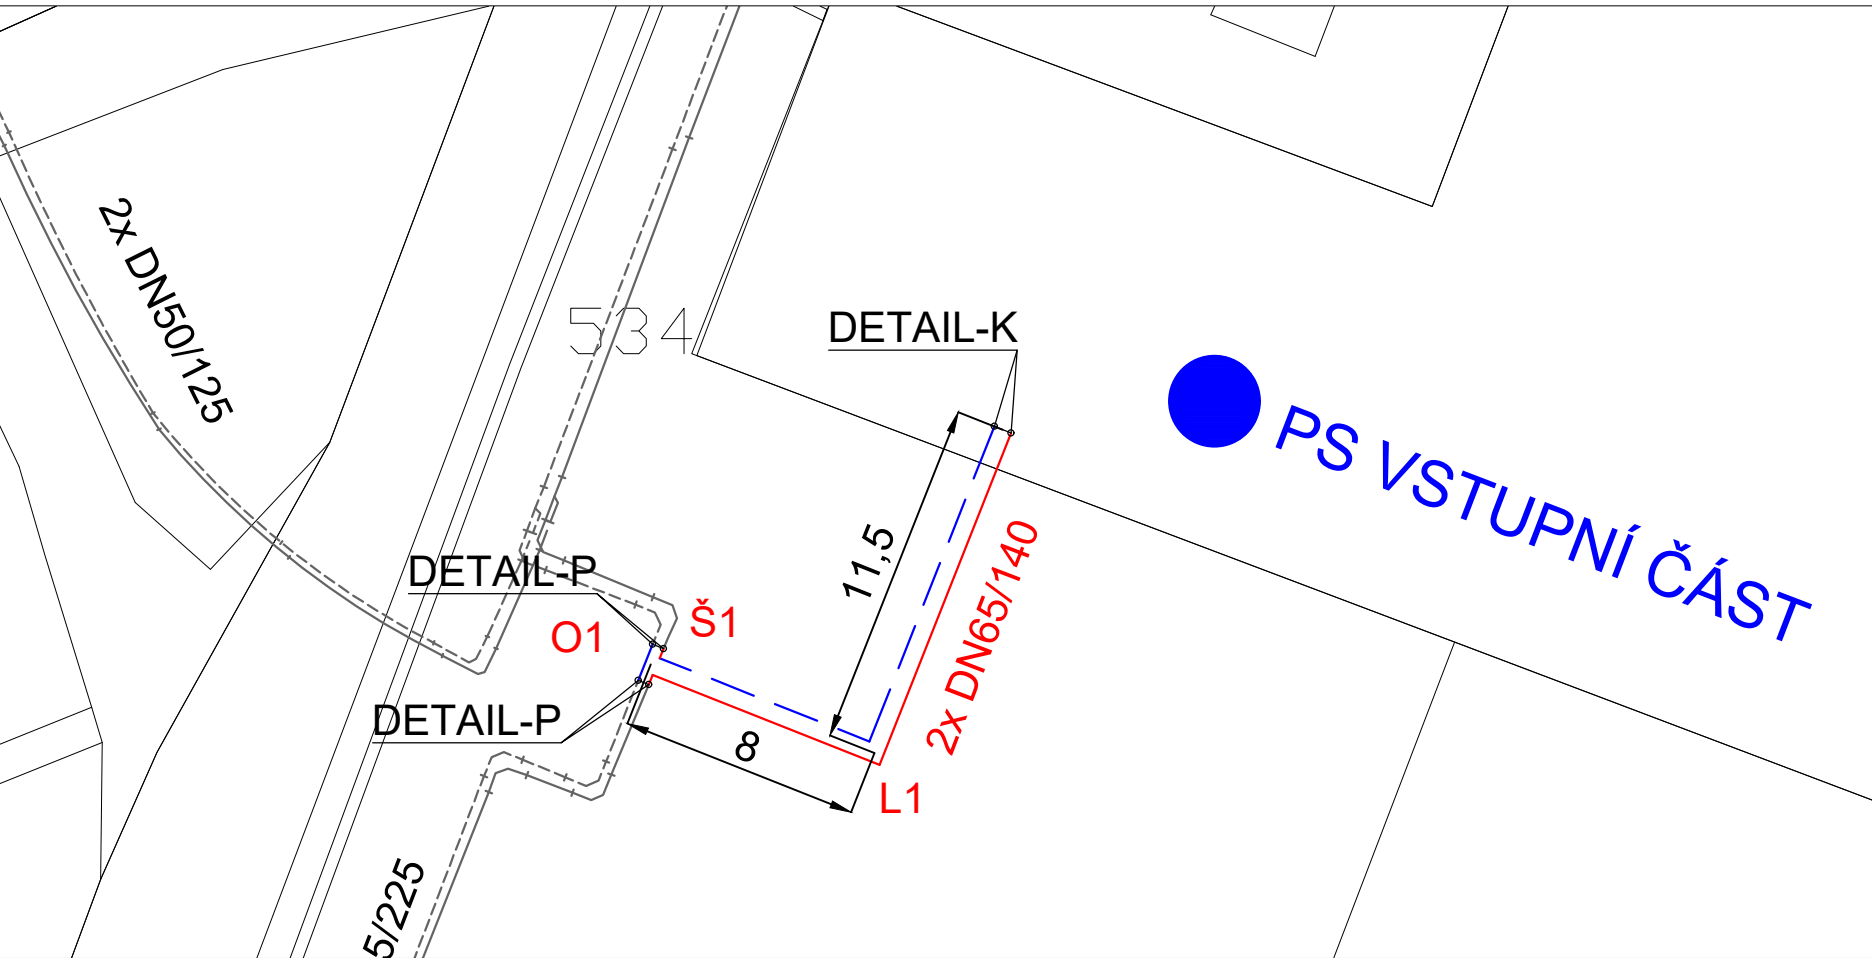 2x DN50/125
534
DETAIL-K
PS VSTUPNÍ ČÁST
11,5
2x DN65/140
DETAIL-P
Š1
O1
DETAIL-P
8
L1
5/225